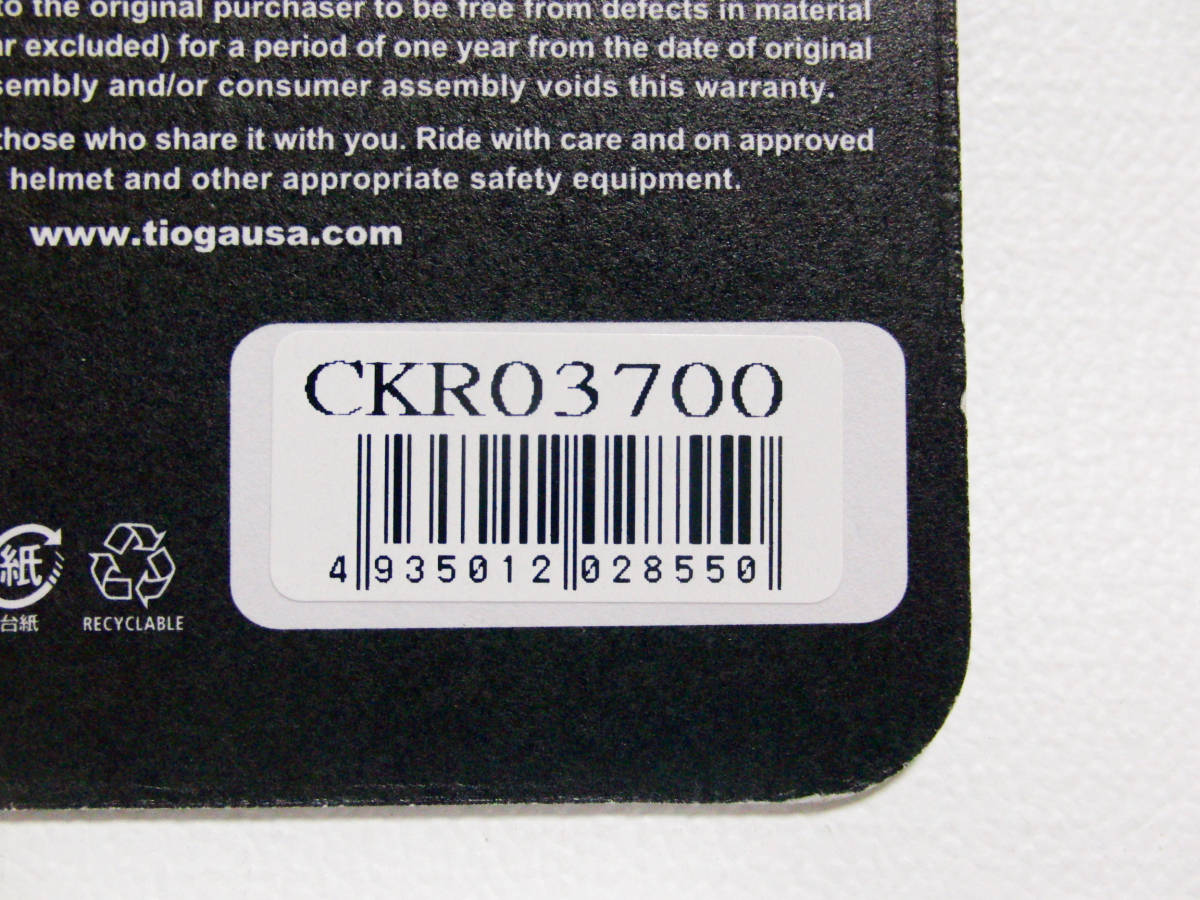 to the original purchaser to be free from defects in material
excluded) for a period of one year from the date of original
and/or consumer assembly voids this warranty.
those who share it with you. Ride with care and on approved
helmet and other appropriate safety equipment.
www.tiogausa.com
CKR03700
4 935012 028550
紙
台紙
RECYCLABLE